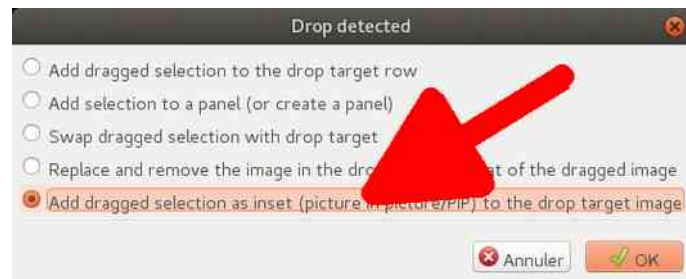 Drop detected
Add dragged selection to the drop target row
Add selection to a panel (or create a panel)
Swap dragged selection with drop target
Replace and remove the image in the of the dragged image
Add dragged selection as inset (picture in picture/PIP) to the drop target image
Annuler
OK